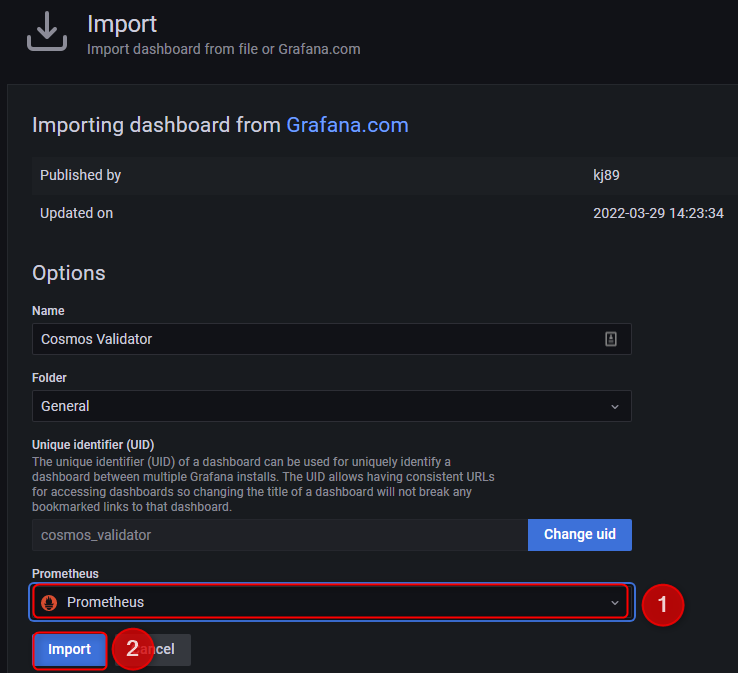 Import
Import dashboard from file or Grafana.com
Importing dashboard from Grafana.com
Published by kj89
Updated on 2022-03-29 14:23:34
Options
Name
Cosmos Validator
Folder
General
Unique identifier (UID)
The unique identifier (UID) of a dashboard can be used for uniquely identify a
dashboard between multiple Grafana installs. The UID allows having consistent URLs
for accessing dashboards so changing the title of a dashboard will not break any
bookmarked links to that dashboard.
cosmos_validator Change uid
Prometheus
Prometheus 1
Import 2 ancel